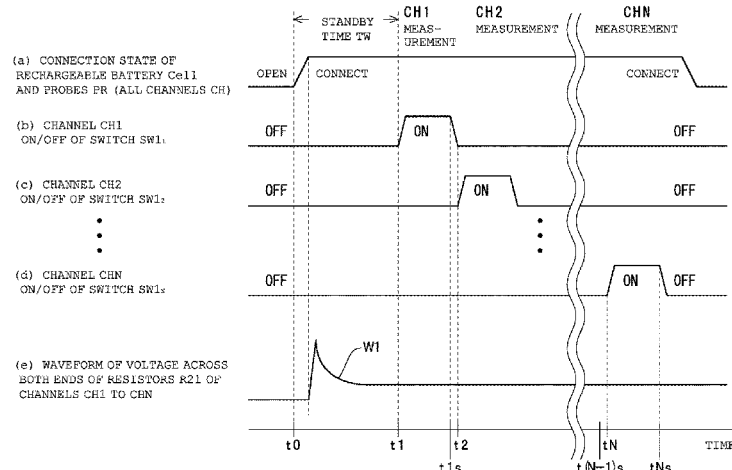 STANDBY
TIME TW
CH1
MEAS-
UREMENT
CH2
MEASUREMENT
CHN
MEASUREMENT
(a) CONNECTION STATE OF
RECHARGEABLE BATTERY Cell
AND PROBES PR (ALL CHANNELS CH)
OPEN
CONNECT
CONNECT
(b) CHANNEL CH1
ON/OFF OF SWITCH SW1₁
OFF
ON
OFF
(c) CHANNEL CH2
ON/OFF OF SWITCH SW1₂
OFF
ON
OFF
(d) CHANNEL CHN
ON/OFF OF SWITCH SW1ₙ
OFF
ON
OFF
(e) WAVEFORM OF VOLTAGE ACROSS
BOTH ENDS OF RESISTORS R21 OF
CHANNELS CH1 TO CHN
W1
t0
t1
t2
tN
TIME
t1s
t(N-1)s
tNs